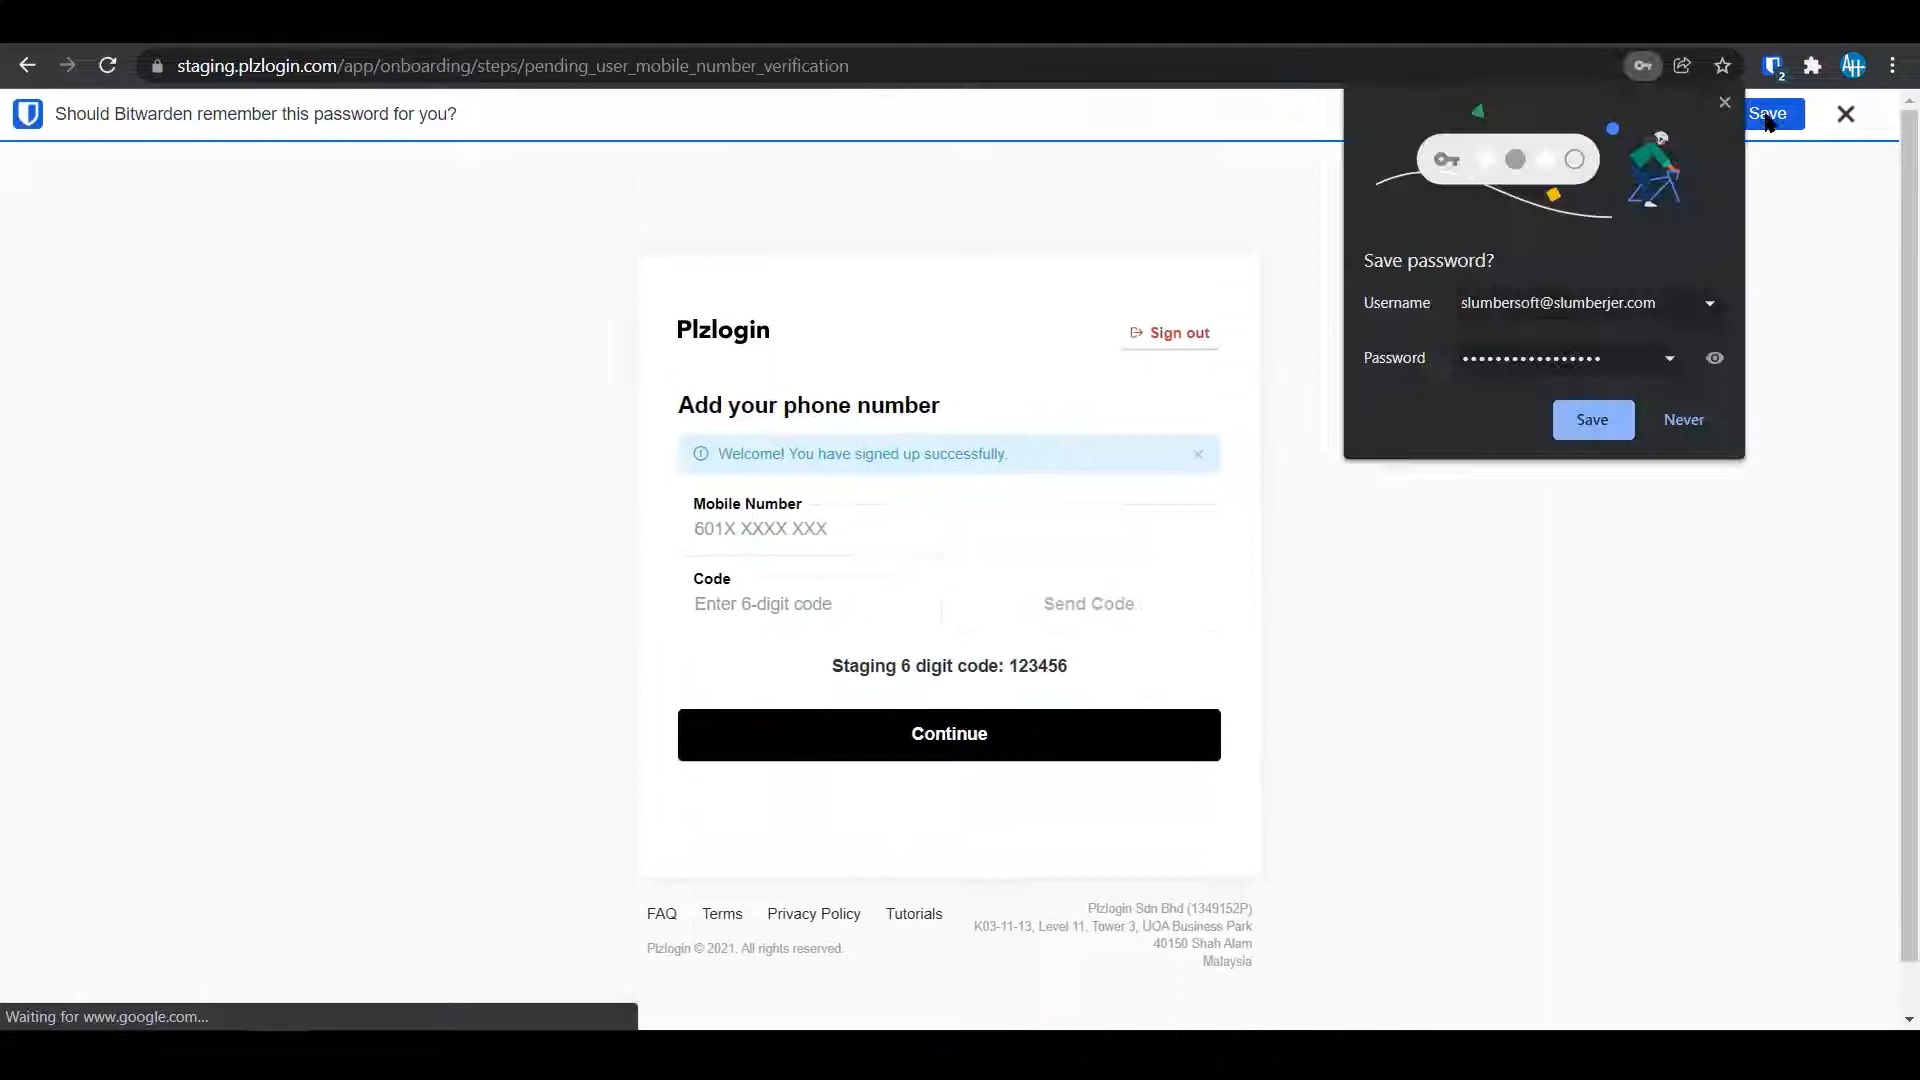 staging.plzlogin.com/app/onboarding/steps/pending_user_mobile_number_verification
2
AH
Should Bitwarden remember this password for you?
Save
Save password?
Username slumbersoft@slumberjer.com
Password •••••••••••••••••
Save Never
Plzlogin
Sign out
Add your phone number
Welcome! You have signed up successfully.
Mobile Number
601X XXXX XXX
Code
Enter 6-digit code
Send Code
Staging 6 digit code: 123456
Continue
FAQ Terms Privacy Policy Tutorials
Plzlogin © 2021. All rights reserved.
Plzlogin Sdn Bhd (1349152P)
K03-11-13, Level 11, Tower 3, UOA Business Park
40150 Shah Alam
Malaysia
Waiting for www.google.com...